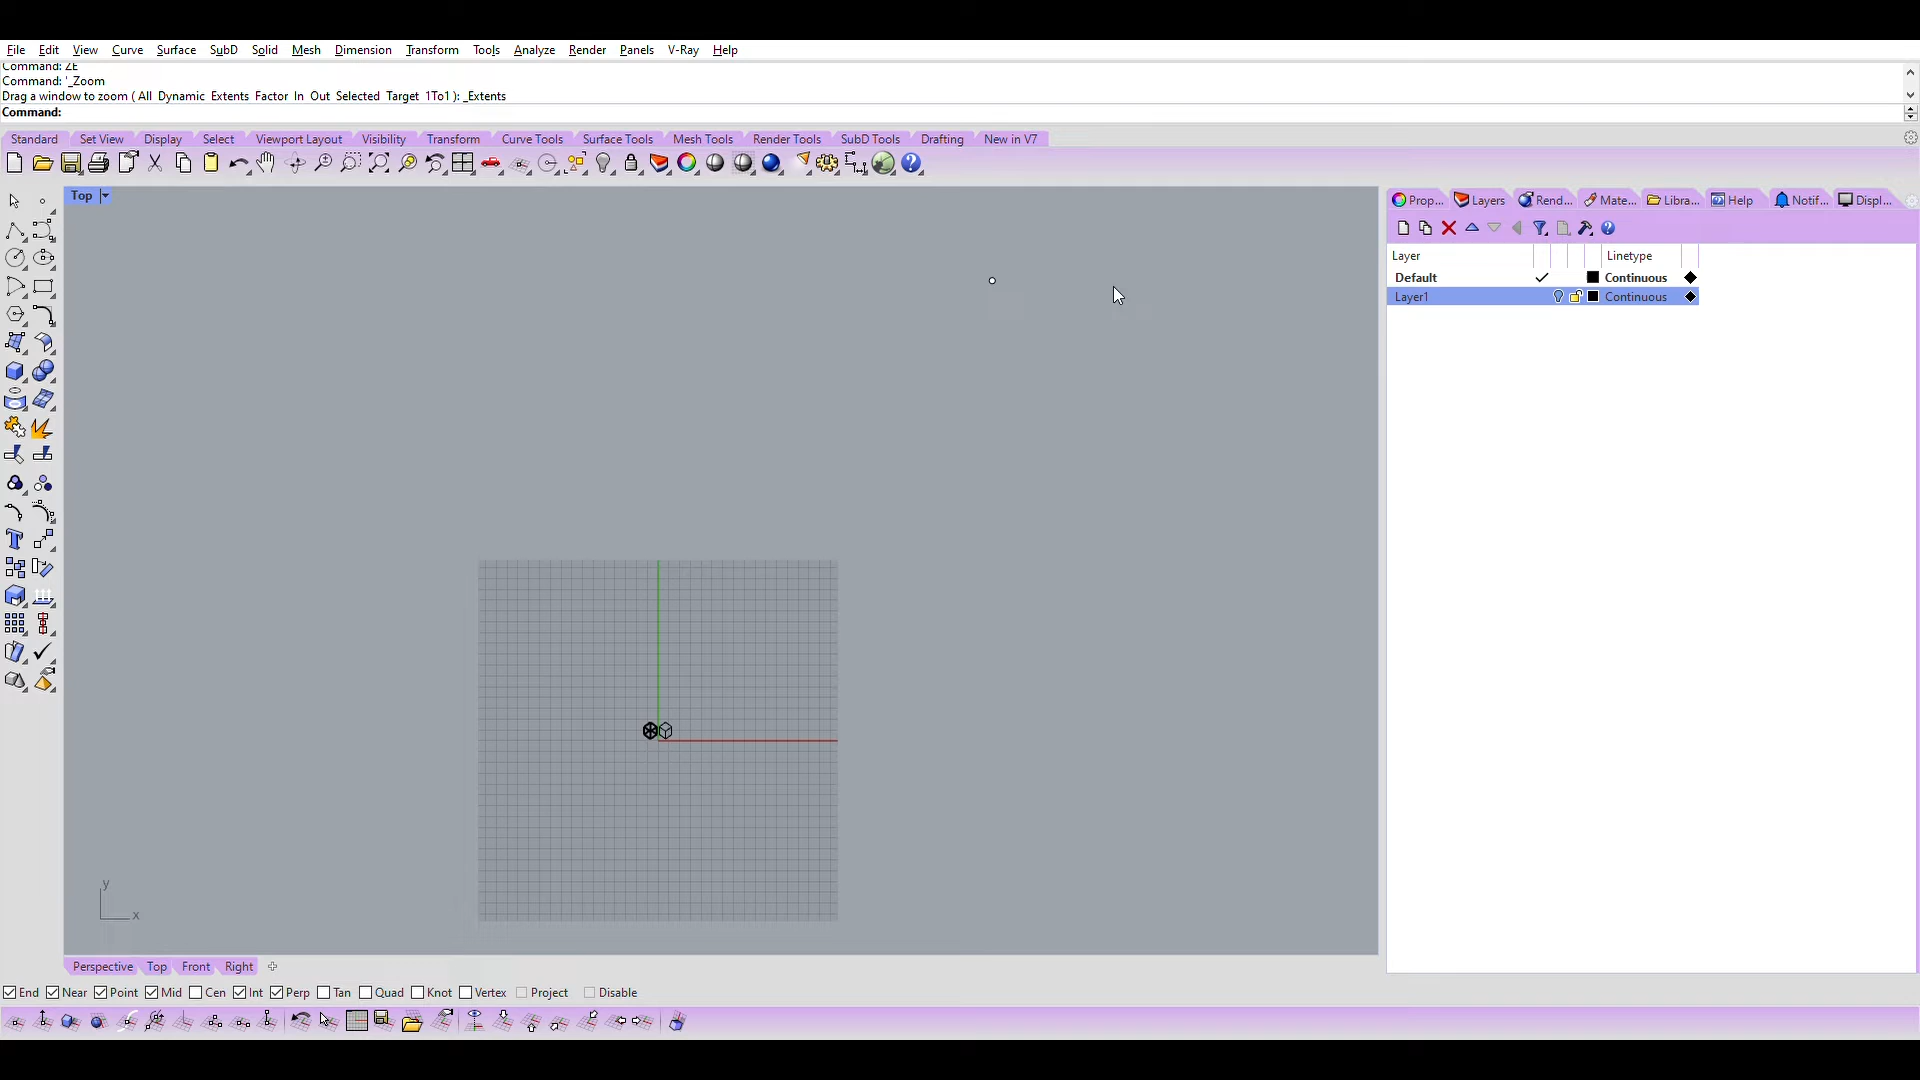 File Edit View Curve Surface SubD Solid Mesh Dimension Transform Tools Analyze Render Panels V-Ray Help
Command: ZE
Command: '_Zoom
Drag a window to zoom ( All Dynamic Extents Factor In Out Selected Target 1To1 ): _Extents
Command:
Standard Set View Display Select Viewport Layout Visibility Transform Curve Tools Surface Tools Mesh Tools Render Tools SubD Tools Drafting New in V7
Top
Prop... Layers Rend... Mate... Libra... Help Notif... Displ...
Layer Linetype
Default Continuous
Layer1 Continuous
y
x
Perspective Top Front Right
End Near Point Mid Cen Int Perp Tan Quad Knot Vertex Project Disable